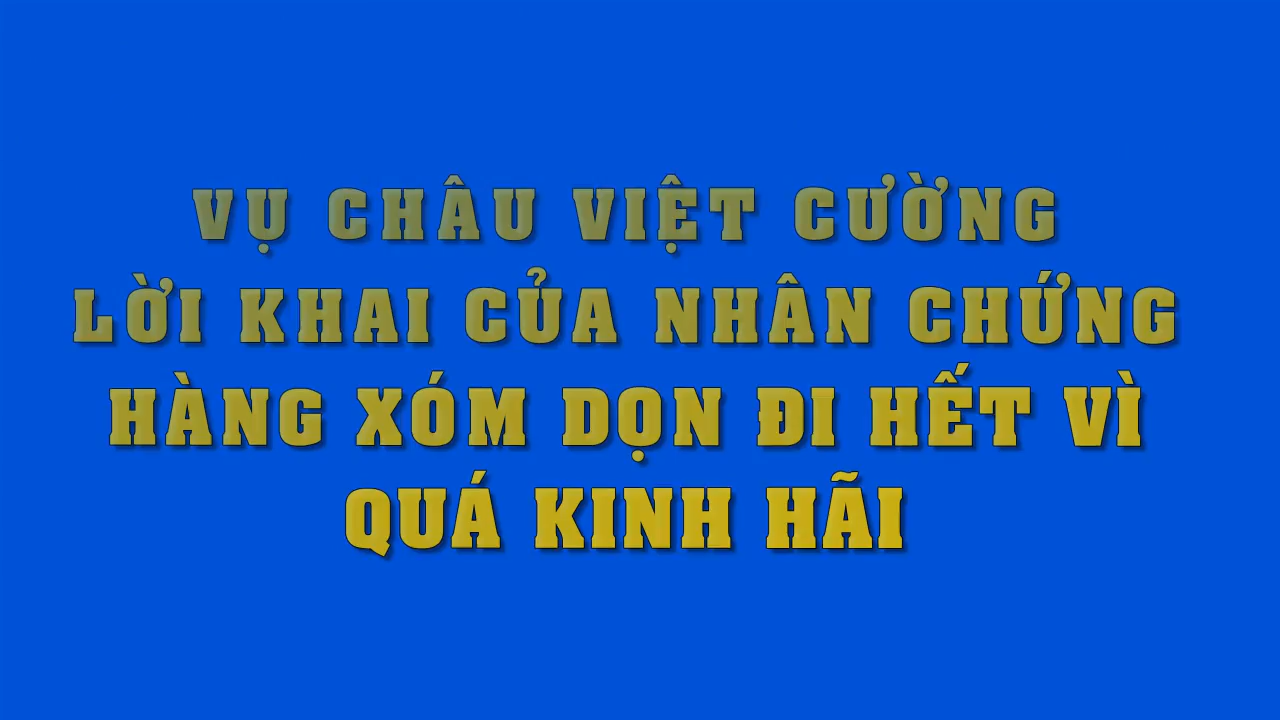 VỤ CHÂU VIỆT CƯỜNG
LỜI KHAI CỦA NHÂN CHỨNG
HÀNG XÓM DỌN ĐI HẾT VÌ
QUÁ KINH HÃI